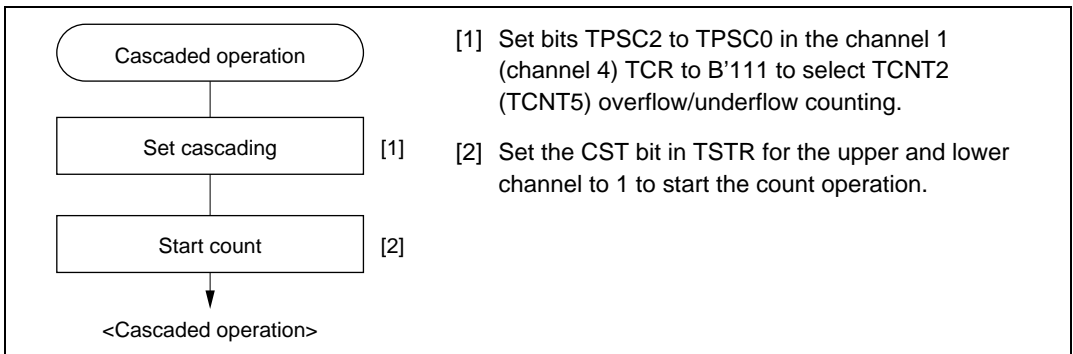 Cascaded operation
Set cascading
[1]
Start count
[2]
<Cascaded operation>
[1] Set bits TPSC2 to TPSC0 in the channel 1
(channel 4) TCR to B’111 to select TCNT2
(TCNT5) overflow/underflow counting.
[2] Set the CST bit in TSTR for the upper and lower
channel to 1 to start the count operation.